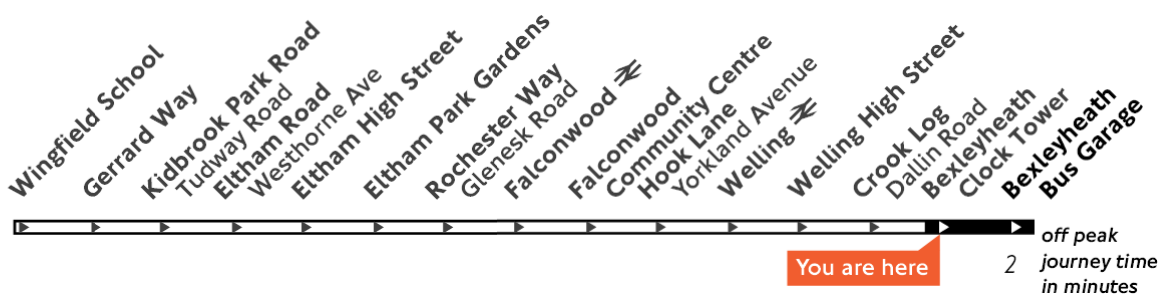 Wingfield School
Gerrard Way
Kidbrook Park Road
Tudway Road
Eltham Road
Westhorne Ave
Eltham High Street
Eltham Park Gardens
Rochester Way
Glenesk Road
Falconwood
Falconwood
Community Centre
Hook Lane
Yorkland Avenue
Welling
Welling High Street
Crook Log
Dallin Road
Bexleyheath
Clock Tower
Bexleyheath
Bus Garage
You are here
2
off peak
journey time
in minutes